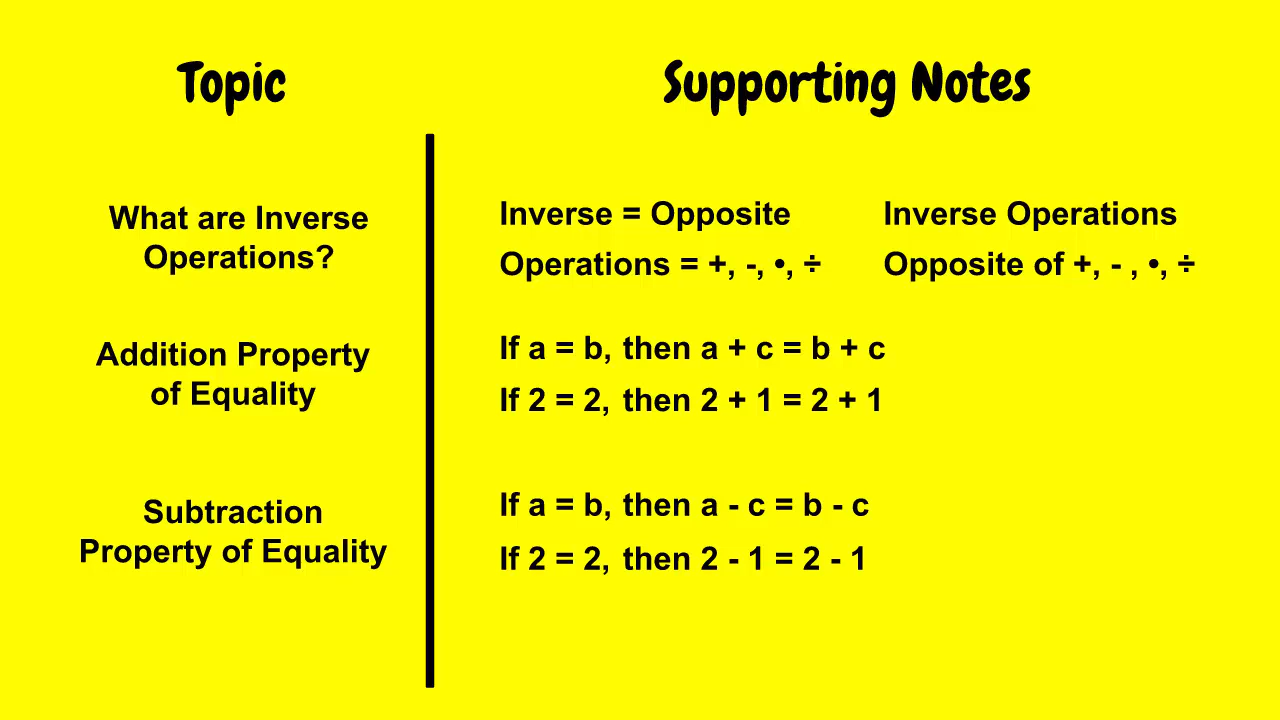 Topic
Supporting Notes
What are Inverse
Operations?
Inverse = Opposite
Operations = +, -, •, ÷
Inverse Operations
Opposite of +, - , •, ÷
Addition Property
of Equality
If a = b, then a + c = b + c
If 2 = 2, then 2 + 1 = 2 + 1
Subtraction
Property of Equality
If a = b, then a - c = b - c
If 2 = 2, then 2 - 1 = 2 - 1